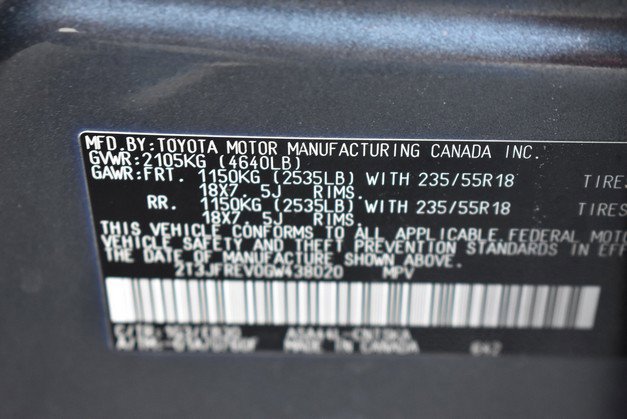 MFD.BY:TOYOTA MOTOR MANUFACTURING CANADA INC.
GVWR:2105KG (4640LB)
GAWR:FRT. 1150KG (2535LB) WITH 235/55R18 TIRE
18X7.5J RIMS.
RR. 1150KG (2535LB) WITH 235/55R18 TIRES
18X7.5J RIMS.
THIS VEHICLE CONFORMS TO ALL APPLICABLE FEDERAL MOTO
VEHICLE SAFETY AND THEFT PREVENTION STANDARDS IN EFF
THE DATE OF MANUFACTURE SHOWN ABOVE.
2T3JFREV0GW438020 MPV
MADE IN CANADA